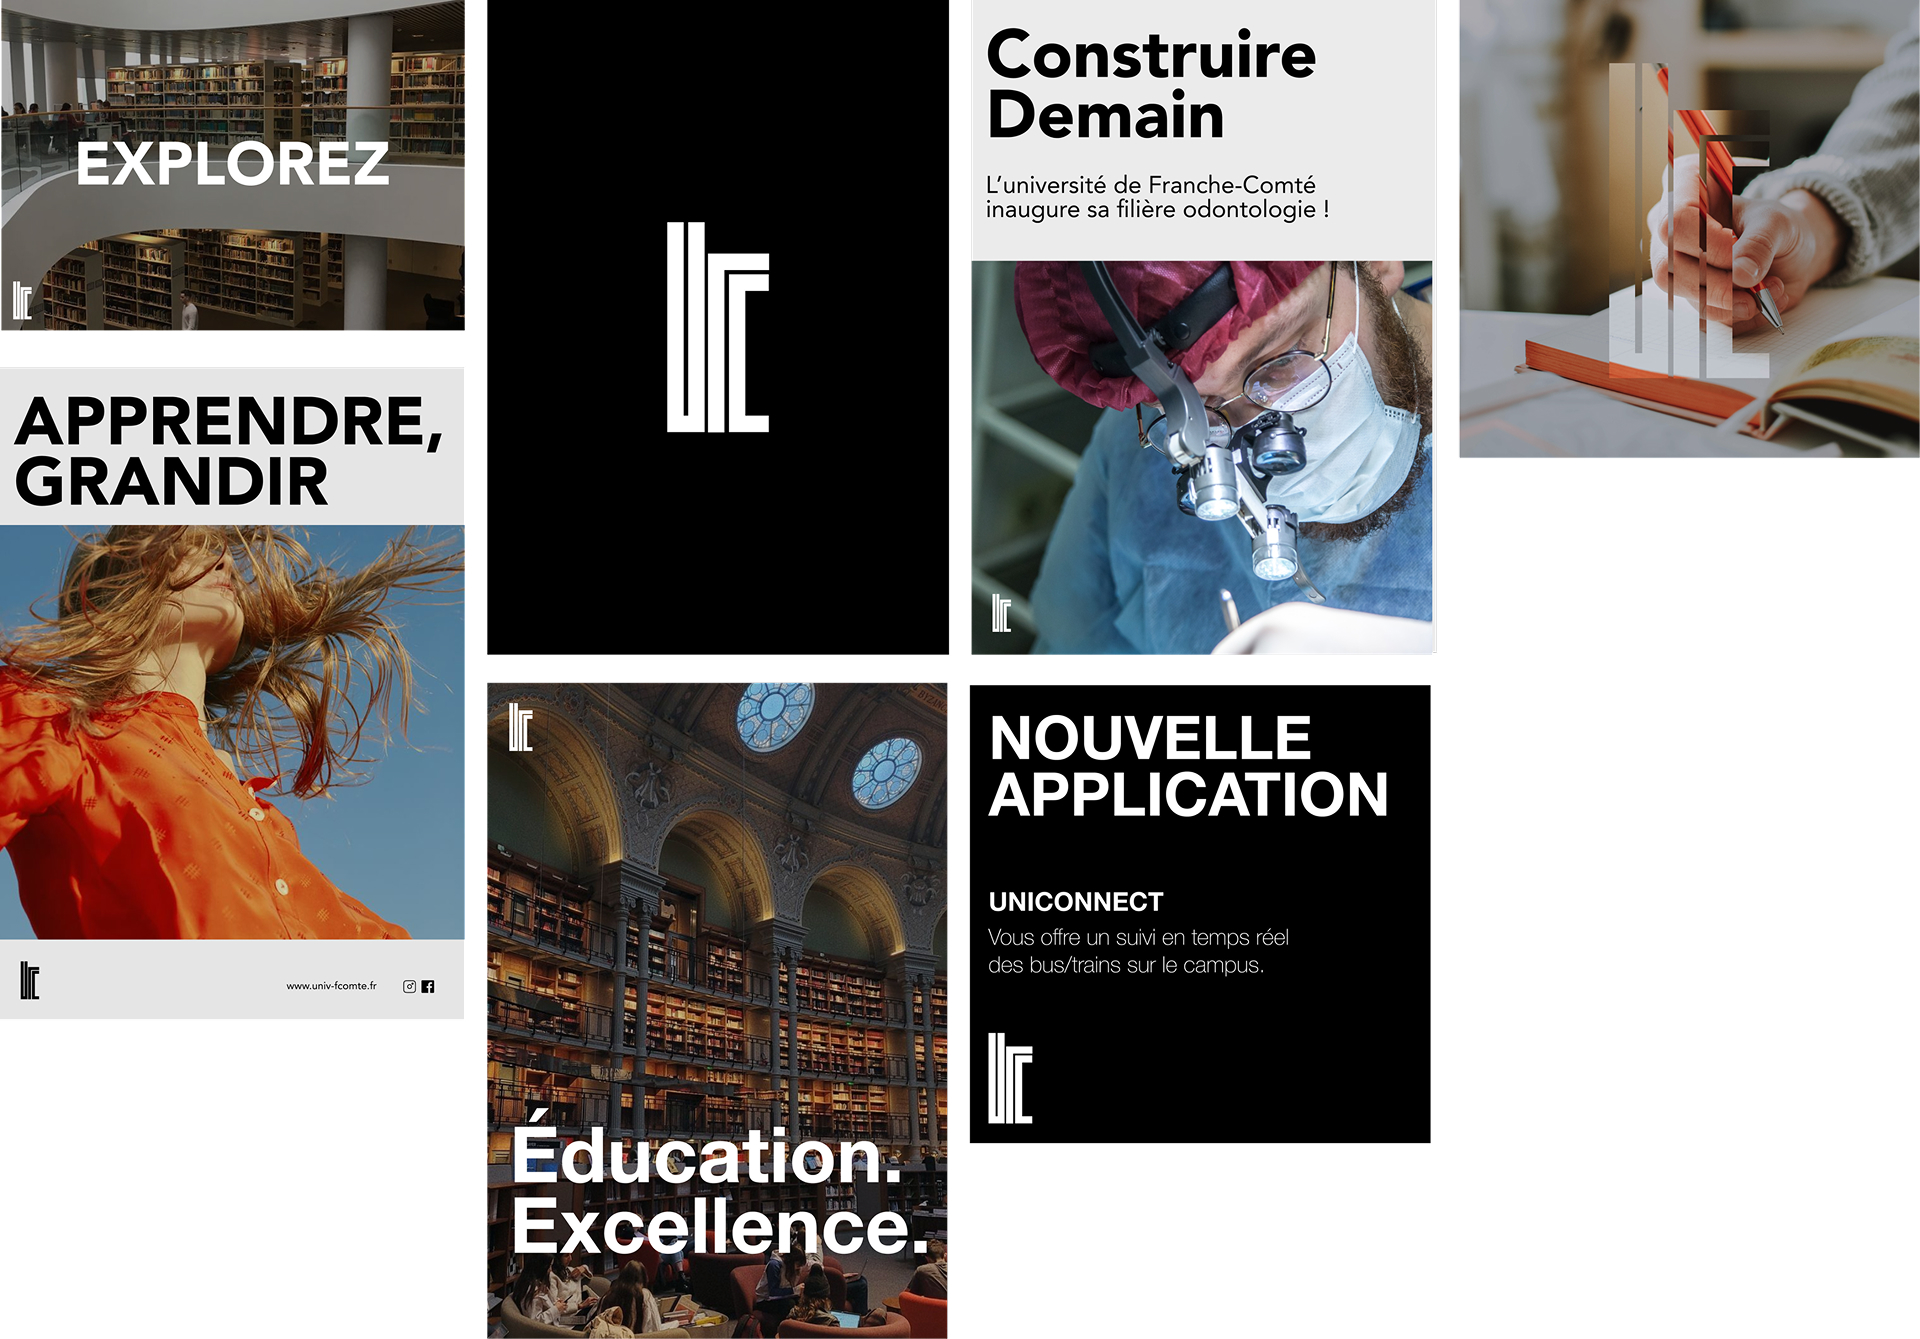 EXPLOREZ
APPRENDRE,
GRANDIR
www.univ-fcomte.fr
Éducation.
Excellence.
Construire
Demain
L’université de Franche-Comté
inaugure sa filière odontologie !
NOUVELLE
APPLICATION
UNICONNECT
Vous offre un suivi en temps réel
des bus/trains sur le campus.